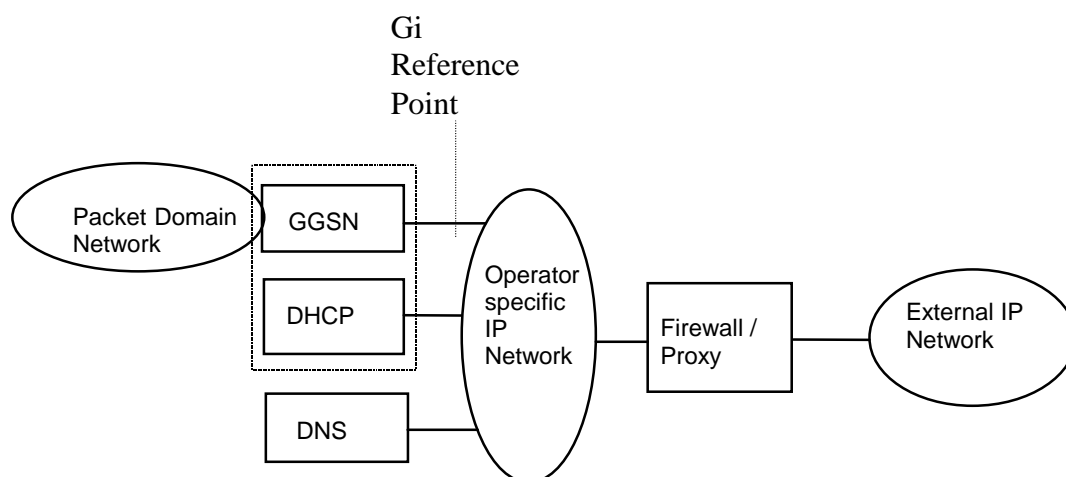 Gi
Reference
Point
Packet Domain
Network
GGSN
DHCP
DNS
Operator
specific
IP
Network
Firewall /
Proxy
External IP
Network